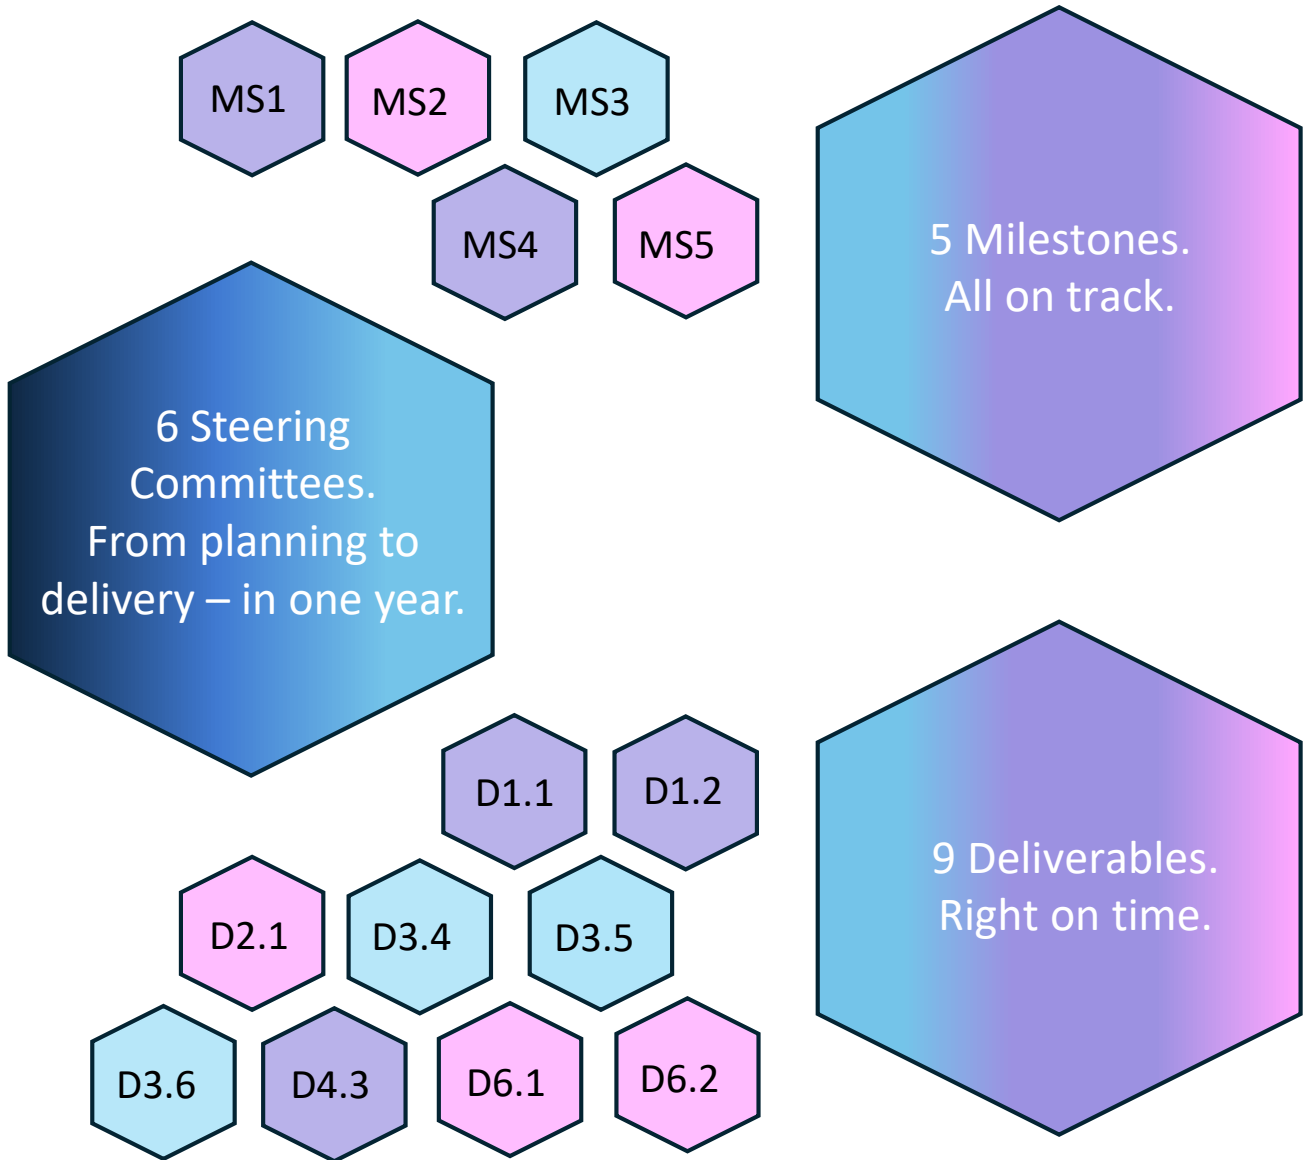 MS1
MS2
MS3
MS4
MS5
5 Milestones.
All on track.
6 Steering
Committees.
From planning to
delivery – in one year.
D1.1
D1.2
D2.1
D3.4
D3.5
D3.6
D4.3
D6.1
D6.2
9 Deliverables.
Right on time.